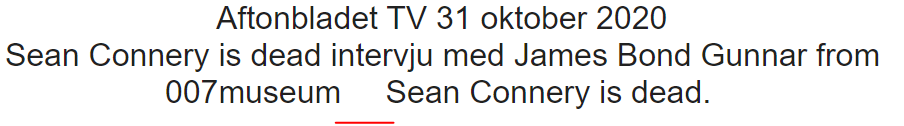 Aftonbladet TV 31 oktober 2020
Sean Connery is dead intervju med James Bond Gunnar from
007museum Sean Connery is dead.